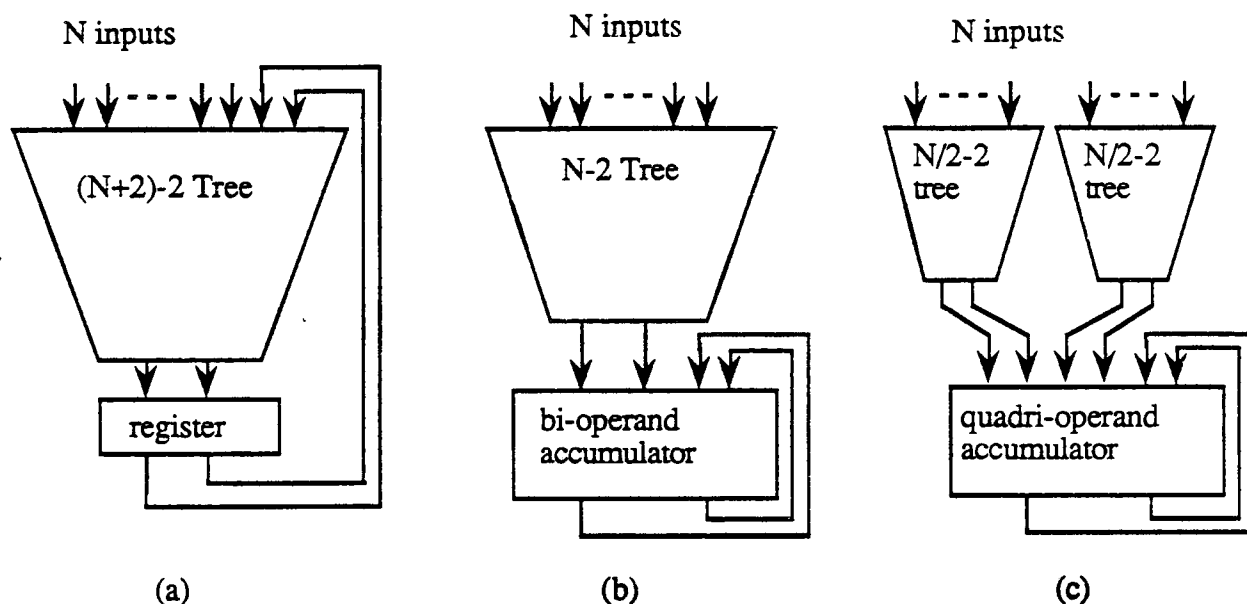 N inputs
(N+2)-2 Tree
register
(a)
N inputs
N-2 Tree
bi-operand
accumulator
(b)
N inputs
N/2-2
tree
N/2-2
tree
quadri-operand
accumulator
(c)